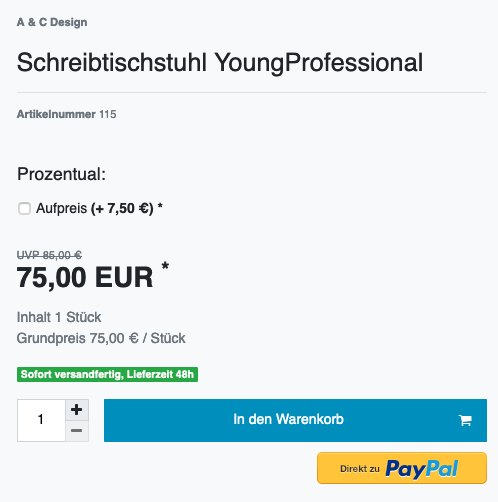 A & C Design
Schreibtischstuhl YoungProfessional
Artikelnummer 115
Prozentual:
Aufpreis (+ 7,50 €) *
UVP 85,00 €
75,00 EUR *
Inhalt 1 Stück
Grundpreis 75,00 € / Stück
Sofort versandfertig, Lieferzeit 48h
1 + −
In den Warenkorb
Direkt zu PayPal